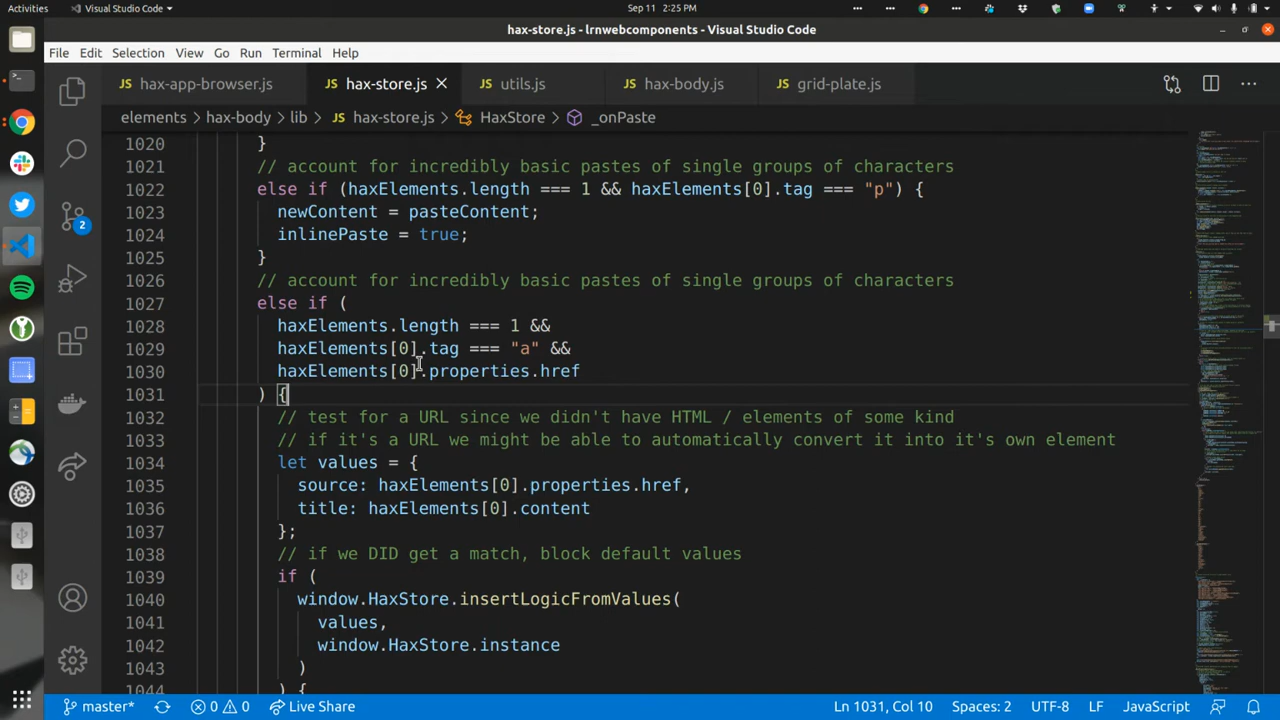 Activities
Visual Studio Code
Sep 11 2:25 PM
hax-store.js - lrnwebcomponents - Visual Studio Code
File Edit Selection View Go Run Terminal Help
JS hax-app-browser.js JS hax-store.js JS utils.js JS hax-body.js JS grid-plate.js
elements > hax-body > lib > JS hax-store.js > HaxStore > _onPaste
1020 }
1021 // account for incredibly basic pastes of single groups of characters
1022 else if (haxElements.length === 1 && haxElements[0].tag === "p") {
1023 newContent = pasteContent;
1024 inlinePaste = true;
1025 }
1026 // account for incredibly basic pastes of single groups of characters
1027 else if (
1028 haxElements.length === 1 &&
1029 haxElements[0].tag === "a" &&
1030 haxElements[0].properties.href
1031 ) {
1032 // test for a URL since we didn't have HTML / elements of some kind
1033 // if it's a URL we might be able to automatically convert it into it's own element
1034 let values = {
1035 source: haxElements[0].properties.href,
1036 title: haxElements[0].content
1037 };
1038 // if we DID get a match, block default values
1039 if (
1040 window.HaxStore.insertLogicFromValues(
1041 values,
1042 window.HaxStore.instance
1043 )
1044 ) {
2
master* 0 0 Live Share Ln 1031, Col 10 Spaces: 2 UTF-8 LF JavaScript